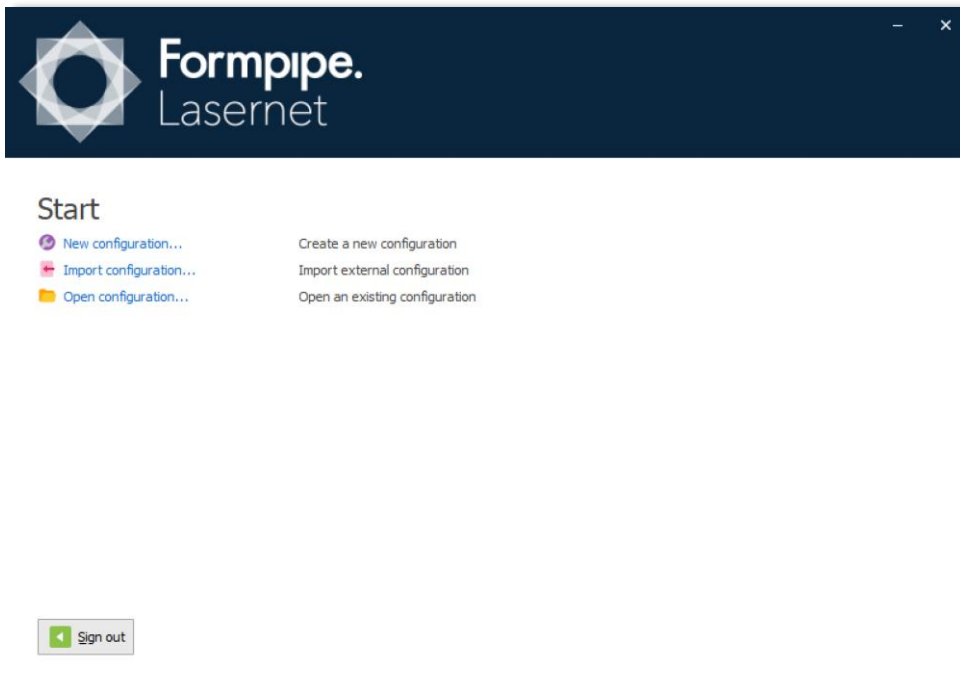 Formpipe.
Lasernet
Start
New configuration... Create a new configuration
Import configuration... Import external configuration
Open configuration... Open an existing configuration
Sign out